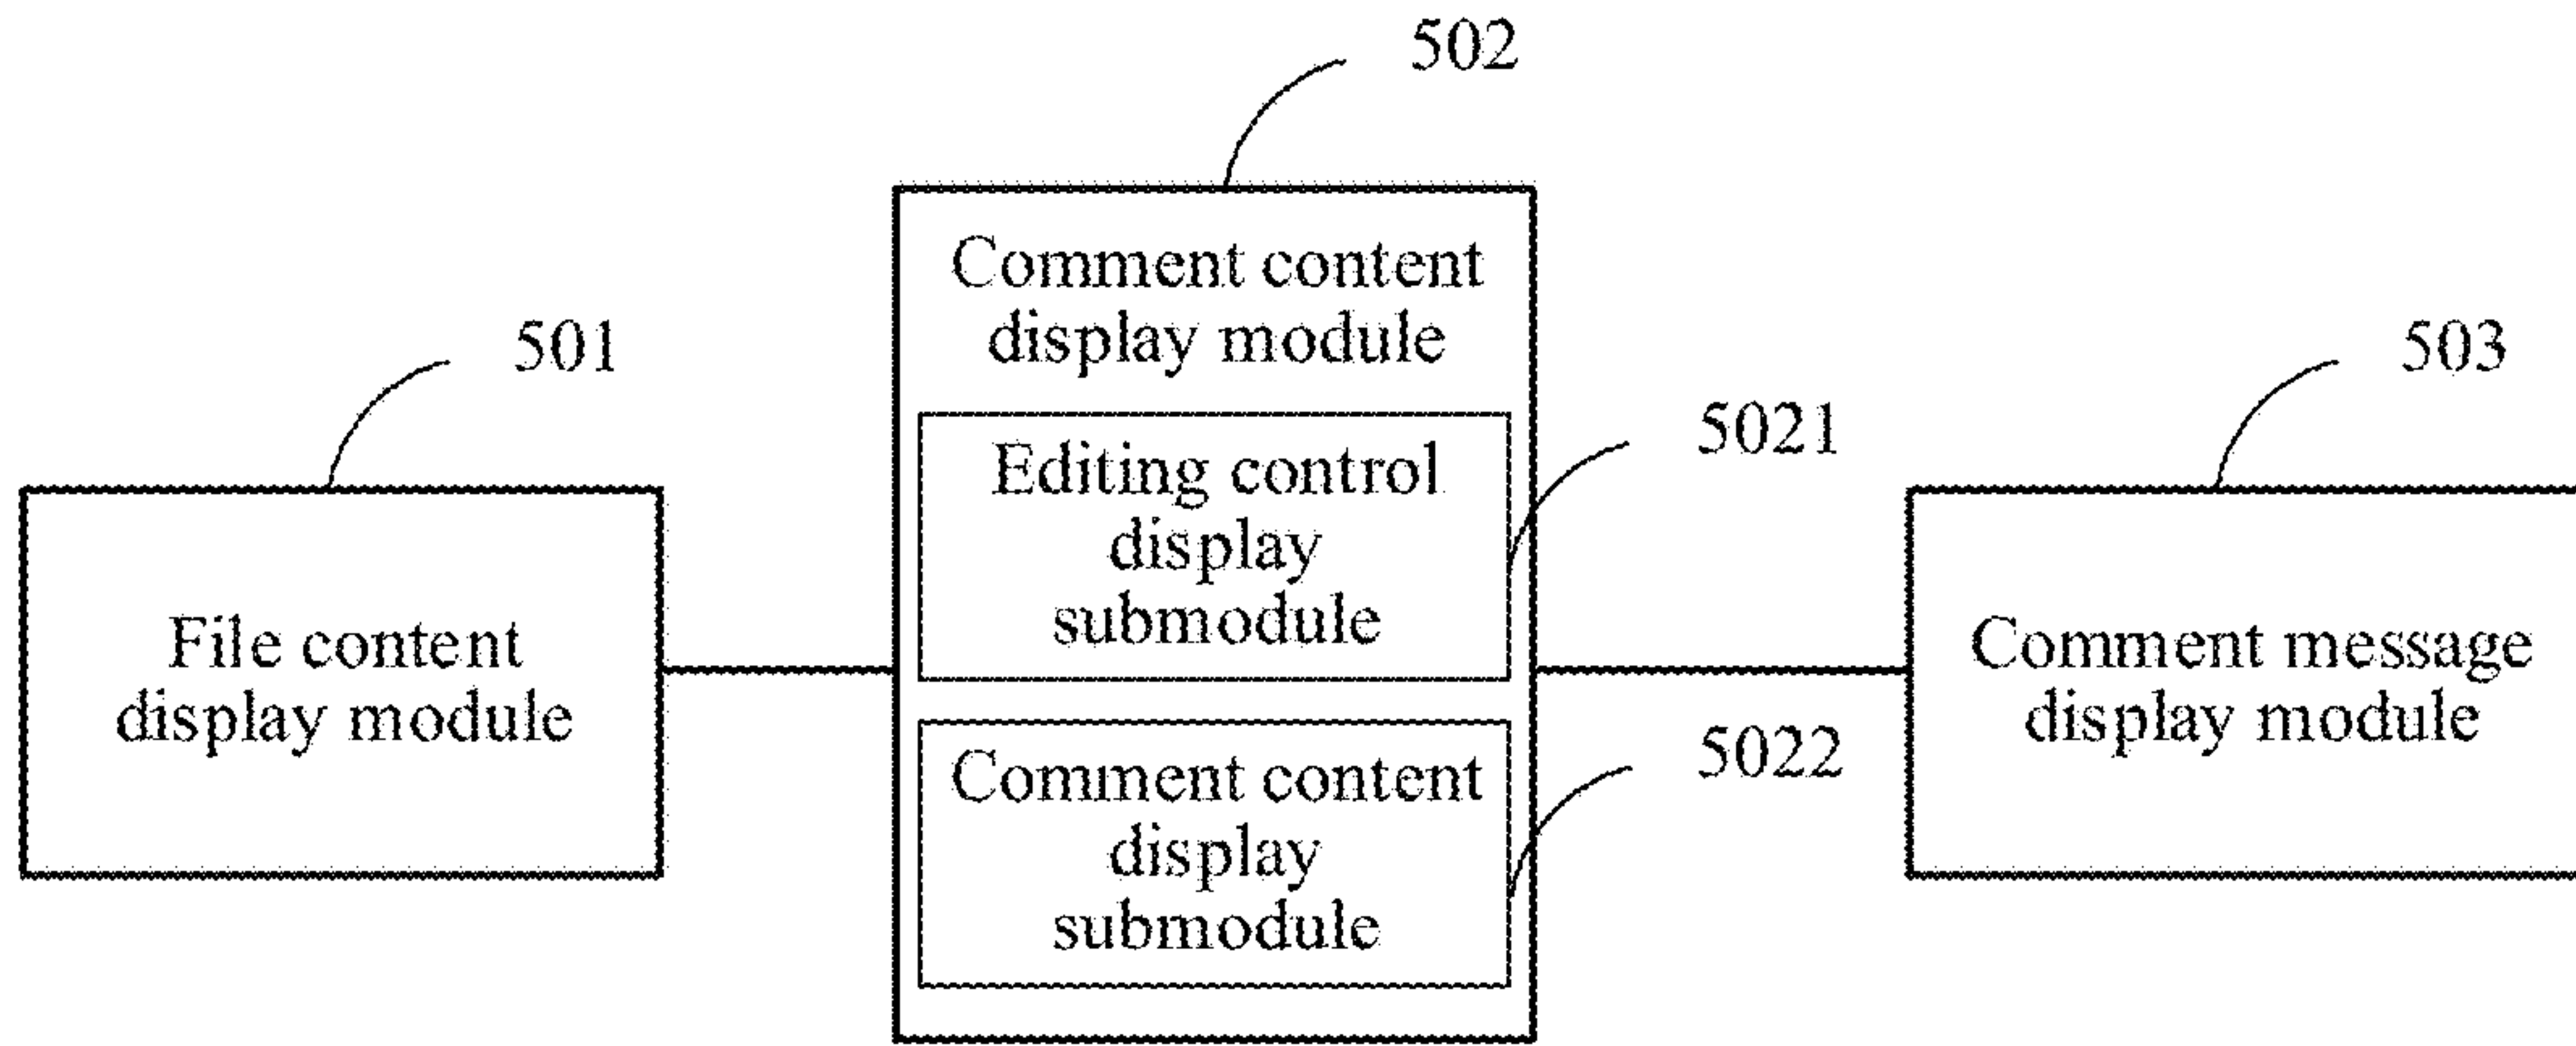 502
Comment content
display module
501
503
5021
Editing control
display
submodule
File content
display module
Comment message
display module
5022
Comment content
display
submodule